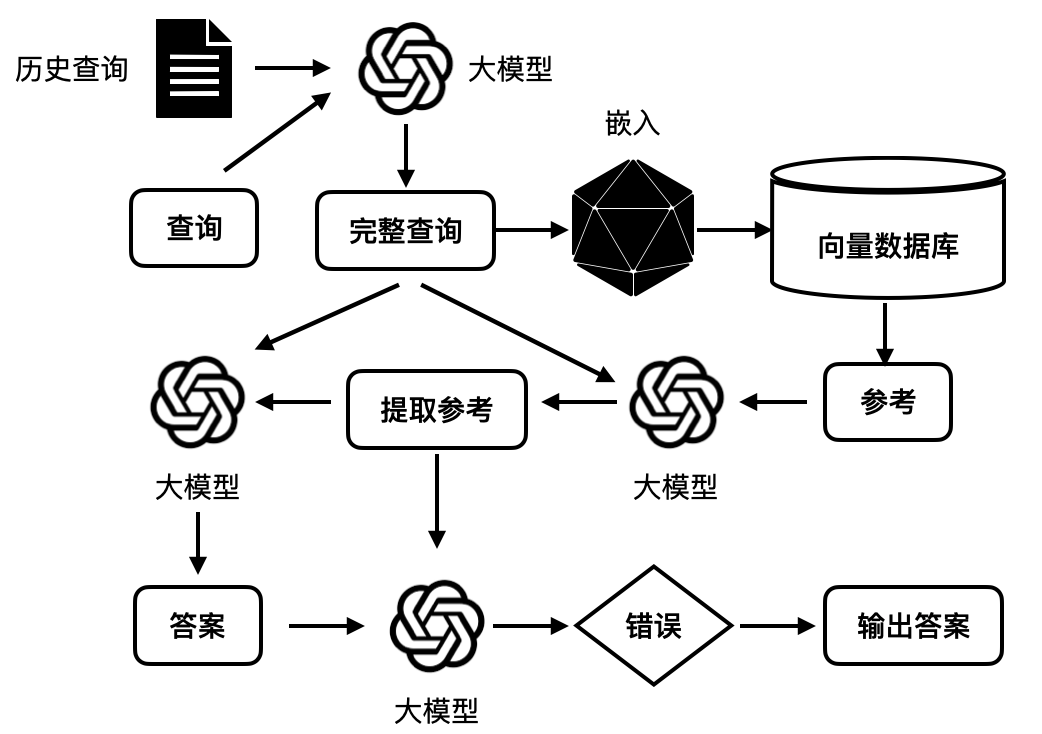 历史查询
大模型
嵌入
查询
完整查询
向量数据库
提取参考
参考
大模型
大模型
答案
错误
输出答案
大模型